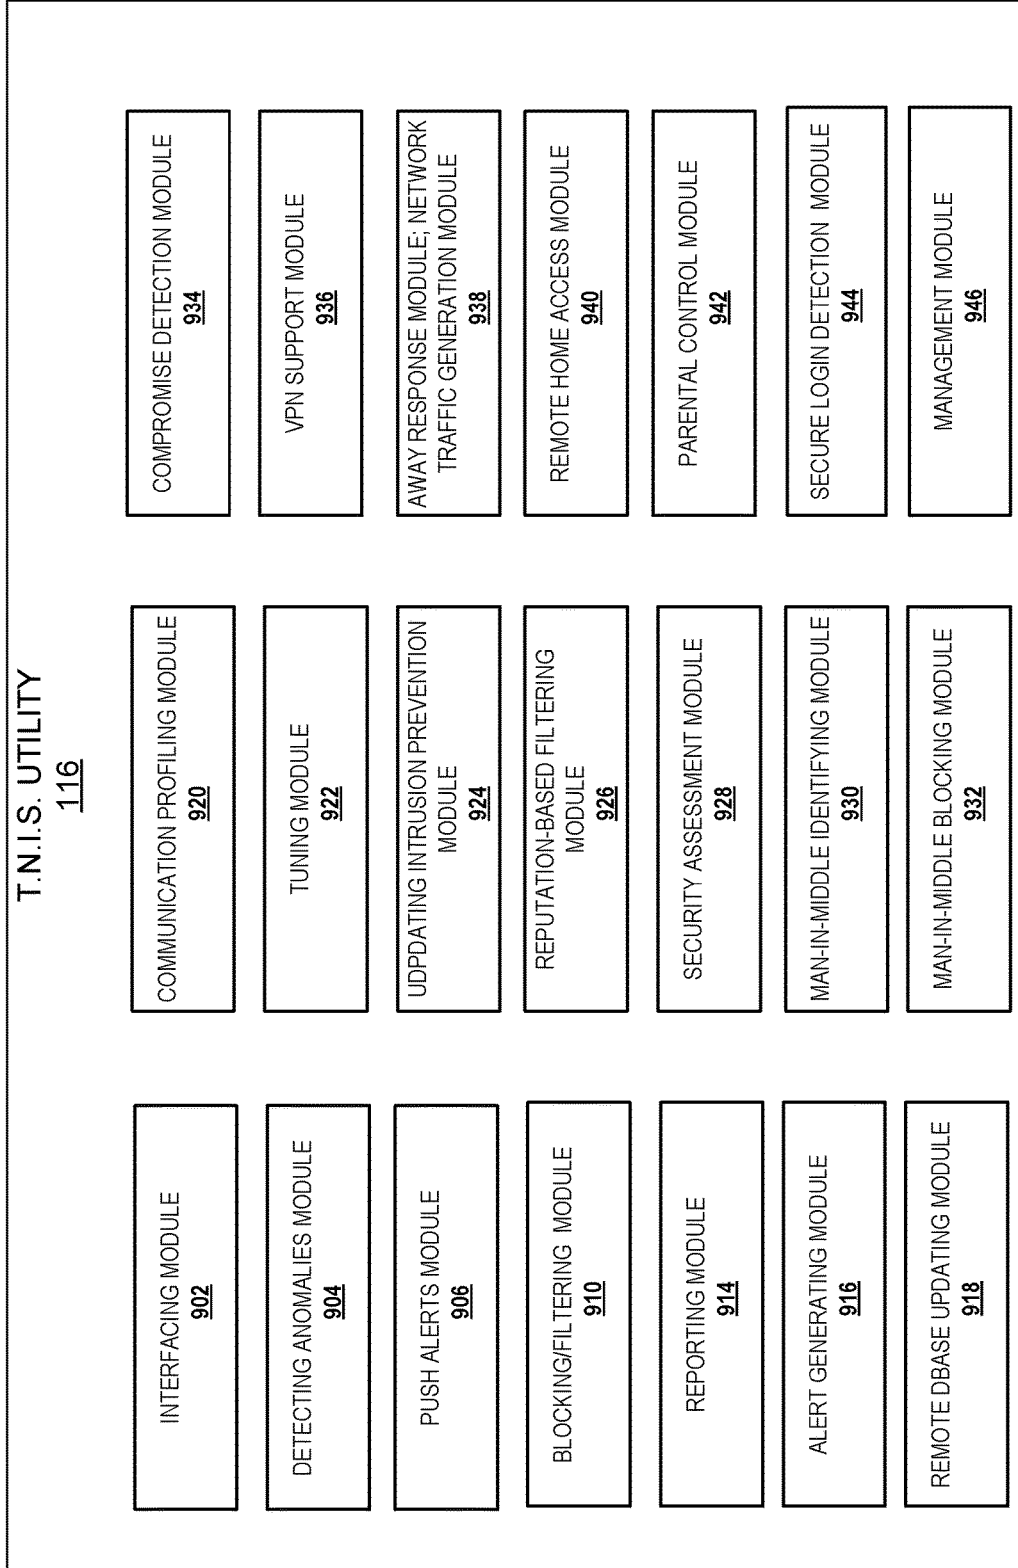 T.N.I.S. UTILITY
116
INTERFACING MODULE
902
DETECTING ANOMALIES MODULE
904
PUSH ALERTS MODULE
906
BLOCKING/FILTERING MODULE
910
REPORTING MODULE
914
ALERT GENERATING MODULE
916
REMOTE DBASE UPDATING MODULE
918
COMMUNICATION PROFILING MODULE
920
TUNING MODULE
922
UDPDATING INTRUSION PREVENTION
MODULE
924
REPUTATION-BASED FILTERING
MODULE
926
SECURITY ASSESSMENT MODULE
928
MAN-IN-MIDDLE IDENTIFYING MODULE
930
MAN-IN-MIDDLE BLOCKING MODULE
932
COMPROMISE DETECTION MODULE
934
VPN SUPPORT MODULE
936
AWAY RESPONSE MODULE; NETWORK
TRAFFIC GENERATION MODULE
938
REMOTE HOME ACCESS MODULE
940
PARENTAL CONTROL MODULE
942
SECURE LOGIN DETECTION MODULE
944
MANAGEMENT MODULE
946